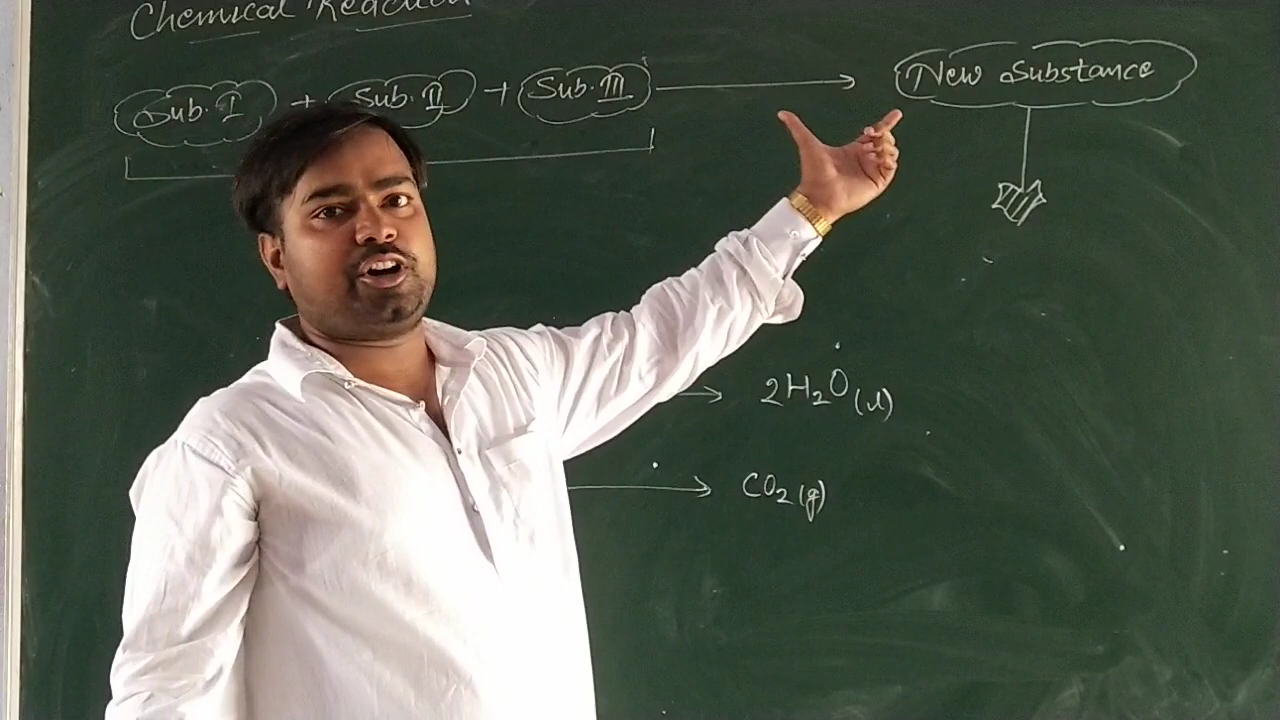 Chemical Reaction
Sub. I + Sub. II + Sub. III → New Substance
→ 2H₂O(l)
→ CO₂(g)